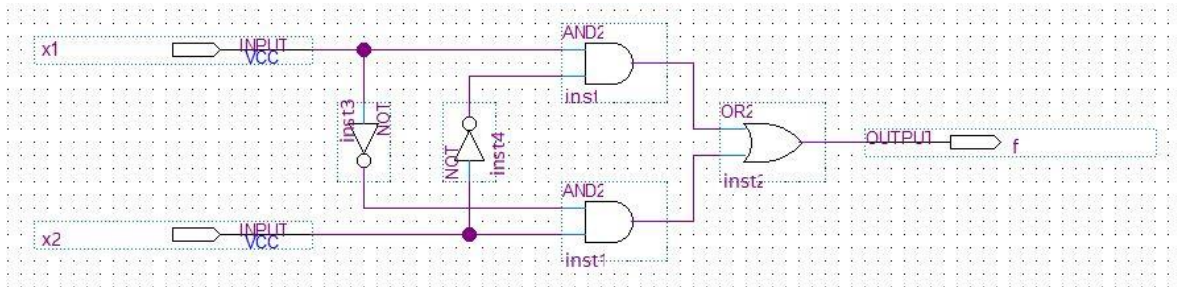 x1
INPUT
VCC
AND2
inst
inst3
NOT
NOT
inst4
OR2
inst2
OUTPUT
f
AND2
inst1
x2
INPUT
VCC